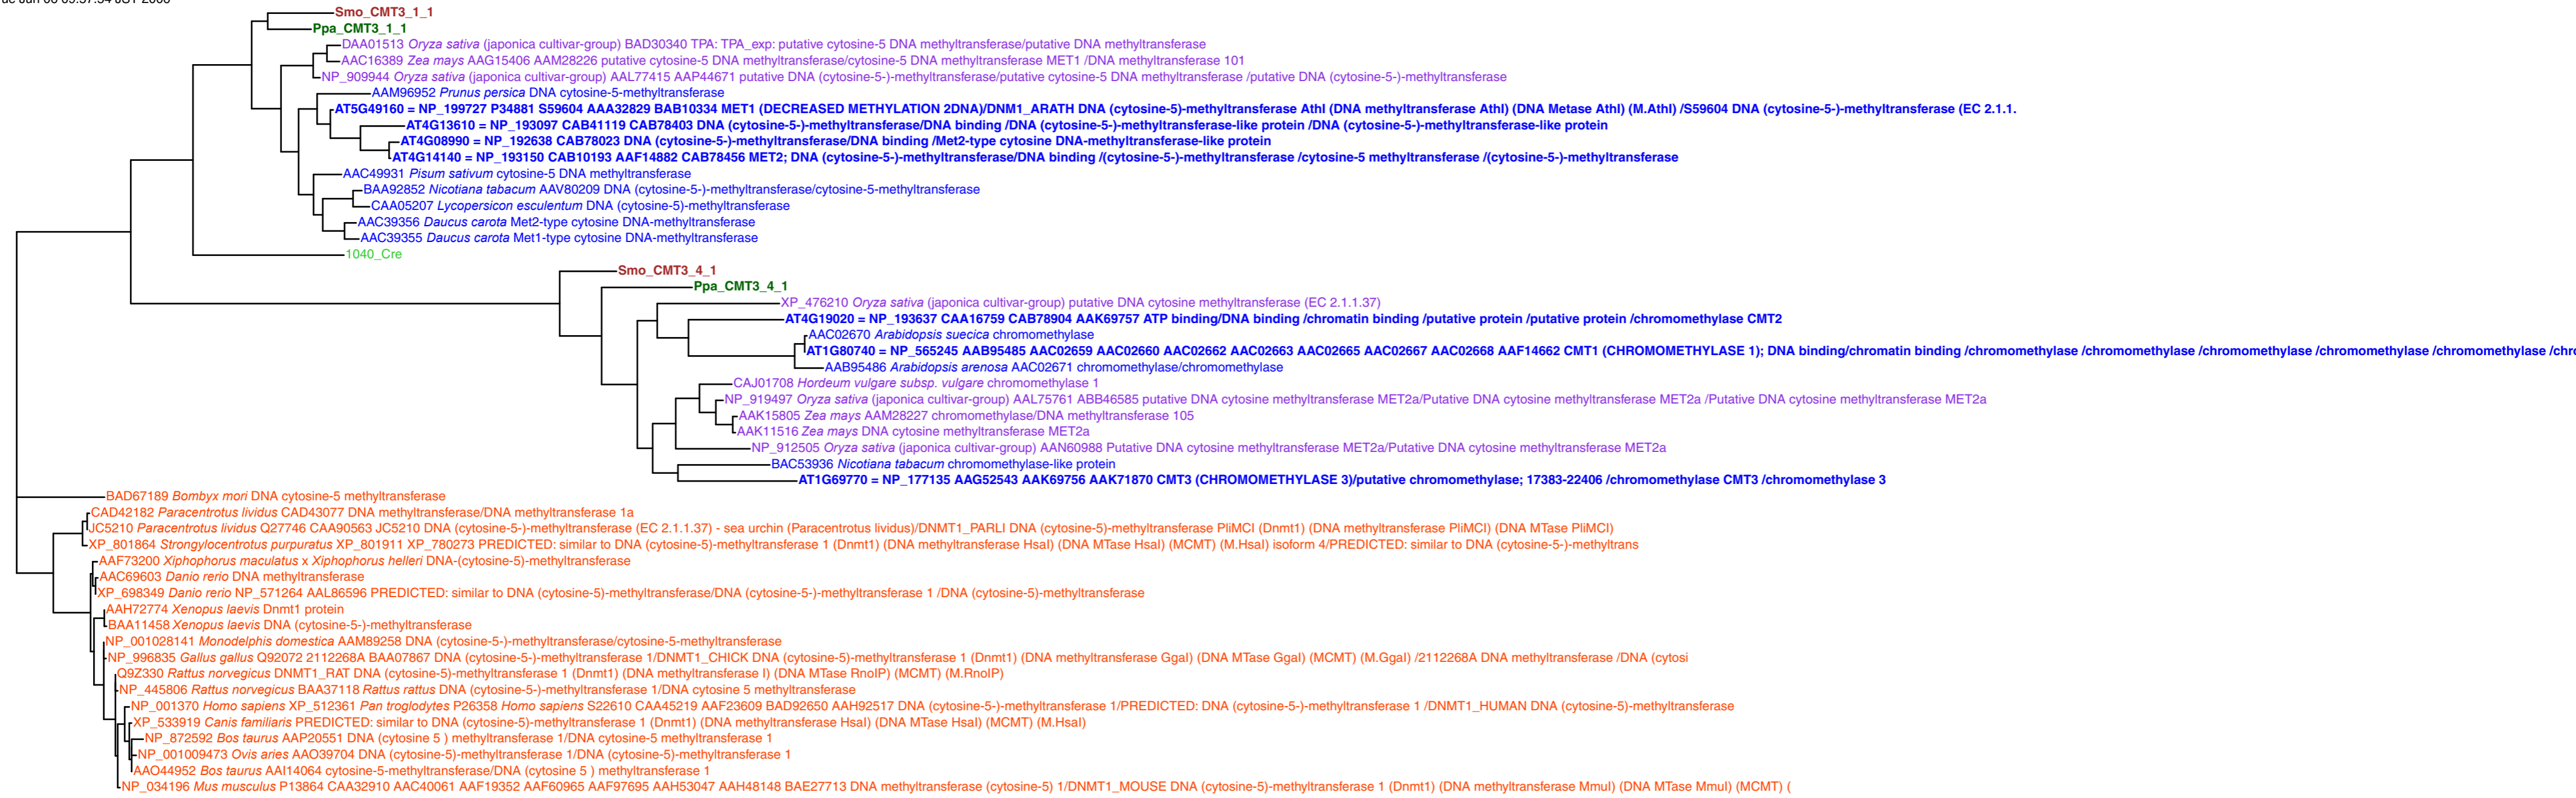 Jun 06 09:37:54 JST 2006
Smo_CMT3_1_1
Ppa_CMT3_1_1
DAA01513 Oryza sativa (japonica cultivar-group) BAD30340 TPA: TPA_exp: putative cytosine-5 DNA methyltransferase/putative DNA methyltransferase
AAC16389 Zea mays AAG15406 AAM28226 putative cytosine-5 DNA methyltransferase/cytosine-5 DNA methyltransferase MET1 /DNA methyltransferase 101
NP_909944 Oryza sativa (japonica cultivar-group) AAL77415 AAP44671 putative DNA (cytosine-5-)-methyltransferase/putative cytosine-5 DNA methyltransferase /putative DNA (cytosine-5-)-methyltransferase
AAM96952 Prunus persica DNA cytosine-5-methyltransferase
AT5G49160 = NP_199727 P34881 S59604 AAA32829 BAB10334 MET1 (DECREASED METHYLATION 2DNA)/DNM1_ARATH DNA (cytosine-5)-methyltransferase AthI (DNA methyltransferase AthI) (DNA Metase AthI) (M.AthI) /S59604 DNA (cytosine-5-)-methyltransferase (EC 2.1.1.
AT4G13610 = NP_193097 CAB41119 CAB78403 DNA (cytosine-5-)-methyltransferase/DNA binding /DNA (cytosine-5-)-methyltransferase-like protein /DNA (cytosine-5-)-methyltransferase-like protein
AT4G08990 = NP_192638 CAB78023 DNA (cytosine-5-)-methyltransferase/DNA binding /Met2-type cytosine DNA-methyltransferase-like protein
AT4G14140 = NP_193150 CAB10193 AAF14882 CAB78456 MET2; DNA (cytosine-5-)-methyltransferase/DNA binding /(cytosine-5-)-methyltransferase /cytosine-5 methyltransferase /(cytosine-5-)-methyltransferase
AAC49931 Pisum sativum cytosine-5 DNA methyltransferase
BAA92852 Nicotiana tabacum AAV80209 DNA (cytosine-5-)-methyltransferase/cytosine-5-methyltransferase
CAA05207 Lycopersicon esculentum DNA (cytosine-5)-methyltransferase
AAC39356 Daucus carota Met2-type cytosine DNA-methyltransferase
AAC39355 Daucus carota Met1-type cytosine DNA-methyltransferase
1040_Cre
Smo_CMT3_4_1
Ppa_CMT3_4_1
XP_476210 Oryza sativa (japonica cultivar-group) putative DNA cytosine methyltransferase (EC 2.1.1.37)
AT4G19020 = NP_193637 CAA16759 CAB78904 AAK69757 ATP binding/DNA binding /chromatin binding /putative protein /putative protein /chromomethylase CMT2
AAC02670 Arabidopsis suecica chromomethylase
AT1G80740 = NP_565245 AAB95485 AAC02659 AAC02660 AAC02662 AAC02663 AAC02665 AAC02667 AAC02668 AAF14662 CMT1 (CHROMOMETHYLASE 1); DNA binding/chromatin binding /chromomethylase /chromomethylase /chromomethylase /chromomethylase /chromomethylase /chro
AAB95486 Arabidopsis arenosa AAC02671 chromomethylase/chromomethylase
CAJ01708 Hordeum vulgare subsp. vulgare chromomethylase 1
NP_919497 Oryza sativa (japonica cultivar-group) AAL75761 ABB46585 putative DNA cytosine methyltransferase MET2a/Putative DNA cytosine methyltransferase MET2a /Putative DNA cytosine methyltransferase MET2a
AAK15805 Zea mays AAM28227 chromomethylase/DNA methyltransferase 105
AAK11516 Zea mays DNA cytosine methyltransferase MET2a
NP_912505 Oryza sativa (japonica cultivar-group) AAN60988 Putative DNA cytosine methyltransferase MET2a/Putative DNA cytosine methyltransferase MET2a
BAC53936 Nicotiana tabacum chromomethylase-like protein
AT1G69770 = NP_177135 AAG52543 AAK69756 AAK71870 CMT3 (CHROMOMETHYLASE 3)/putative chromomethylase; 17383-22406 /chromomethylase CMT3 /chromomethylase 3
BAD67189 Bombyx mori DNA cytosine-5 methyltransferase
CAD42182 Paracentrotus lividus CAD43077 DNA methyltransferase/DNA methyltransferase 1a
JC5210 Paracentrotus lividus Q27746 CAA90563 JC5210 DNA (cytosine-5-)-methyltransferase (EC 2.1.1.37) - sea urchin (Paracentrotus lividus)/DNMT1_PARLI DNA (cytosine-5)-methyltransferase PliMCI (Dnmt1) (DNA methyltransferase PliMCI) (DNA MTase PliMCI)
XP_801864 Strongylocentrotus purpuratus XP_801911 XP_780273 PREDICTED: similar to DNA (cytosine-5)-methyltransferase 1 (Dnmt1) (DNA methyltransferase HsaI) (DNA MTase HsaI) (MCMT) (M.HsaI) isoform 4/PREDICTED: similar to DNA (cytosine-5-)-methyltrans
AAF73200 Xiphophorus maculatus x Xiphophorus helleri DNA-(cytosine-5)-methyltransferase
AAC69603 Danio rerio DNA methyltransferase
XP_698349 Danio rerio NP_571264 AAL86596 PREDICTED: similar to DNA (cytosine-5)-methyltransferase/DNA (cytosine-5-)-methyltransferase 1 /DNA (cytosine-5)-methyltransferase
AAH72774 Xenopus laevis Dnmt1 protein
BAA11458 Xenopus laevis DNA (cytosine-5-)-methyltransferase
NP_001028141 Monodelphis domestica AAM89258 DNA (cytosine-5-)-methyltransferase/cytosine-5-methyltransferase
NP_996835 Gallus gallus Q92072 2112268A BAA07867 DNA (cytosine-5-)-methyltransferase 1/DNMT1_CHICK DNA (cytosine-5)-methyltransferase 1 (Dnmt1) (DNA methyltransferase GgaI) (DNA MTase GgaI) (MCMT) (M.GgaI) /2112268A DNA methyltransferase /DNA (cytosi
Q9Z330 Rattus norvegicus DNMT1_RAT DNA (cytosine-5)-methyltransferase 1 (Dnmt1) (DNA methyltransferase I) (DNA MTase RnoIP) (MCMT) (M.RnoIP)
NP_445806 Rattus norvegicus BAA37118 Rattus rattus DNA (cytosine-5-)-methyltransferase 1/DNA cytosine 5 methyltransferase
NP_001370 Homo sapiens XP_512361 Pan troglodytes P26358 Homo sapiens S22610 CAA45219 AAF23609 BAD92650 AAH92517 DNA (cytosine-5-)-methyltransferase 1/PREDICTED: DNA (cytosine-5-)-methyltransferase 1 /DNMT1_HUMAN DNA (cytosine-5)-methyltransferase
XP_533919 Canis familiaris PREDICTED: similar to DNA (cytosine-5)-methyltransferase 1 (Dnmt1) (DNA methyltransferase HsaI) (DNA MTase HsaI) (MCMT) (M.HsaI)
NP_872592 Bos taurus AAP20551 DNA (cytosine 5 ) methyltransferase 1/DNA cytosine-5 methyltransferase 1
NP_001009473 Ovis aries AAO39704 DNA (cytosine-5)-methyltransferase 1/DNA (cytosine-5)-methyltransferase 1
AAO44952 Bos taurus AAI14064 cytosine-5-methyltransferase/DNA (cytosine 5 ) methyltransferase 1
NP_034196 Mus musculus P13864 CAA32910 AAC40061 AAF19352 AAF60965 AAF97695 AAH53047 AAH48148 BAE27713 DNA methyltransferase (cytosine-5) 1/DNMT1_MOUSE DNA (cytosine-5)-methyltransferase 1 (Dnmt1) (DNA methyltransferase MmuI) (DNA MTase MmuI) (MCMT) (